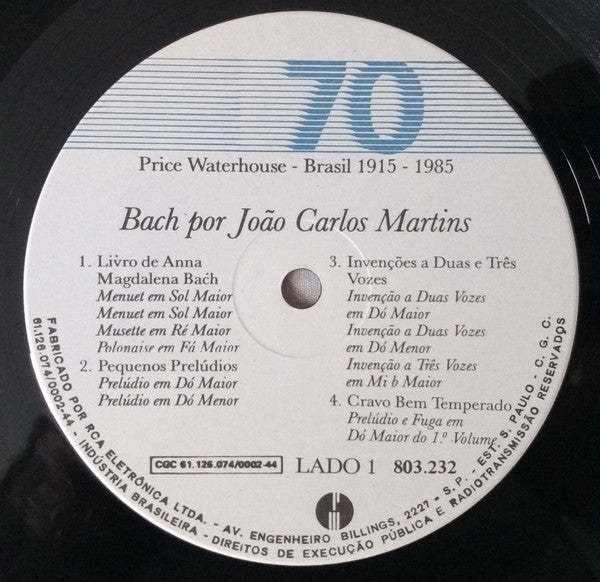 70
Price Waterhouse - Brasil 1915 - 1985
Bach por João Carlos Martins
1. Livro de Anna
Magdalena Bach
Menuet em Sol Maior
Menuet em Sol Maior
Musette em Ré Maior
Polonaise em Fá Maior
2. Pequenos Prelúdios
Prelúdio em Dó Maior
Prelúdio em Dó Menor
3. Invenções a Duas e Três
Vozes
Invenção a Duas Vozes
em Dó Maior
Invenção a Duas Vozes
em Dó Menor
Invenção a Três Vozes
em Mi b Maior
4. Cravo Bem Temperado
Prelúdio e Fuga em
Dó Maior do 1.º Volume
CGC 61.126.074/0002-44 LADO 1 803.232
FABRICADO POR RCA ELETRÔNICA LTDA. - AV. ENGENHEIRO BILLINGS, 2227 - S. P. - EST. S. PAULO - C. G. C.
61.126.074/0002-44 - INDÚSTRIA BRASILEIRA - DIREITOS DE EXECUÇÃO PÚBLICA E RADIOTRANSMISSÃO RESERVADOS